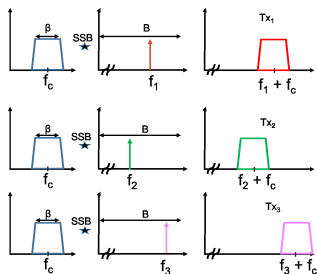 β SSB B Tx₁
f_c f₁ f₁ + f_c
β SSB B Tx₂
f_c f₂ f₂ + f_c
β SSB B Tx₃
f_c f₃ f₃ + f_c